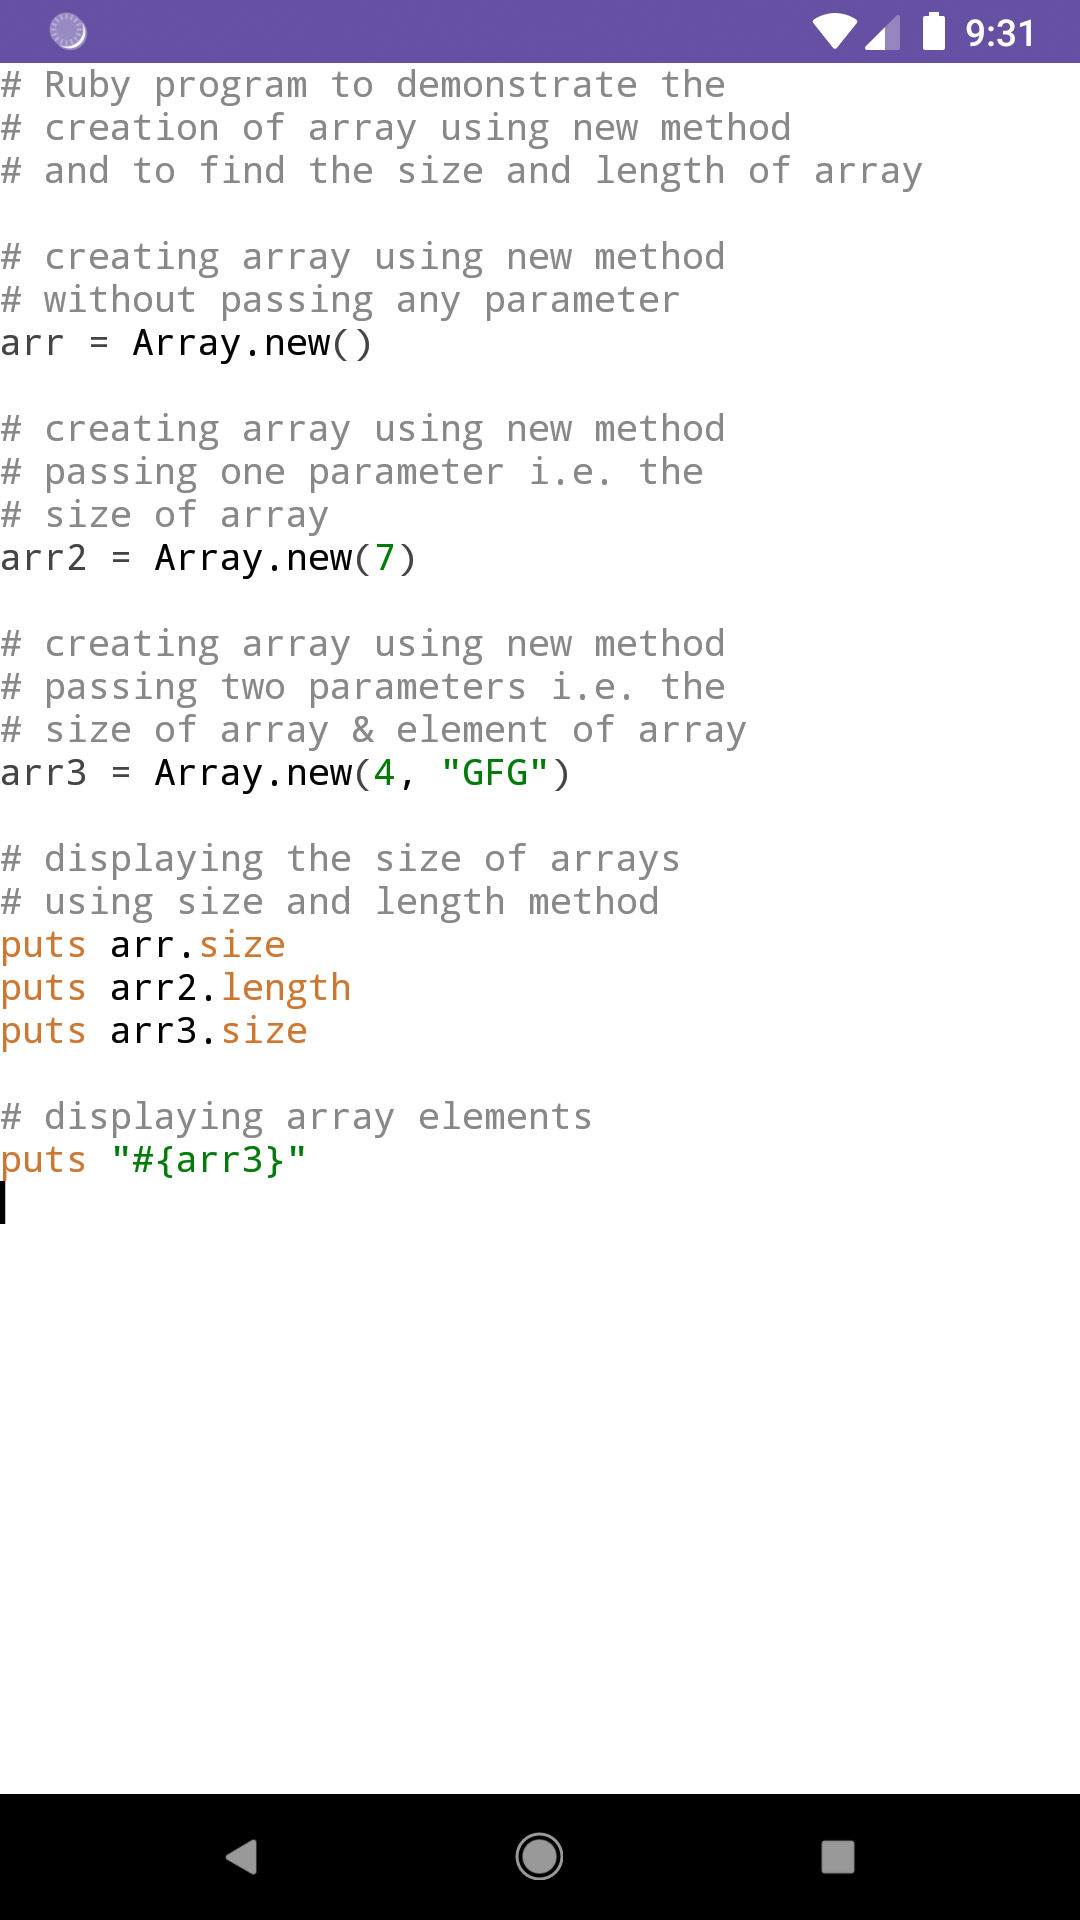 9:31
# Ruby program to demonstrate the
# creation of array using new method
# and to find the size and length of array
# creating array using new method
# without passing any parameter
arr = Array.new()
# creating array using new method
# passing one parameter i.e. the
# size of array
arr2 = Array.new(7)
# creating array using new method
# passing two parameters i.e. the
# size of array & element of array
arr3 = Array.new(4, "GFG")
# displaying the size of arrays
# using size and length method
puts arr.size
puts arr2.length
puts arr3.size
# displaying array elements
puts "#{arr3}"